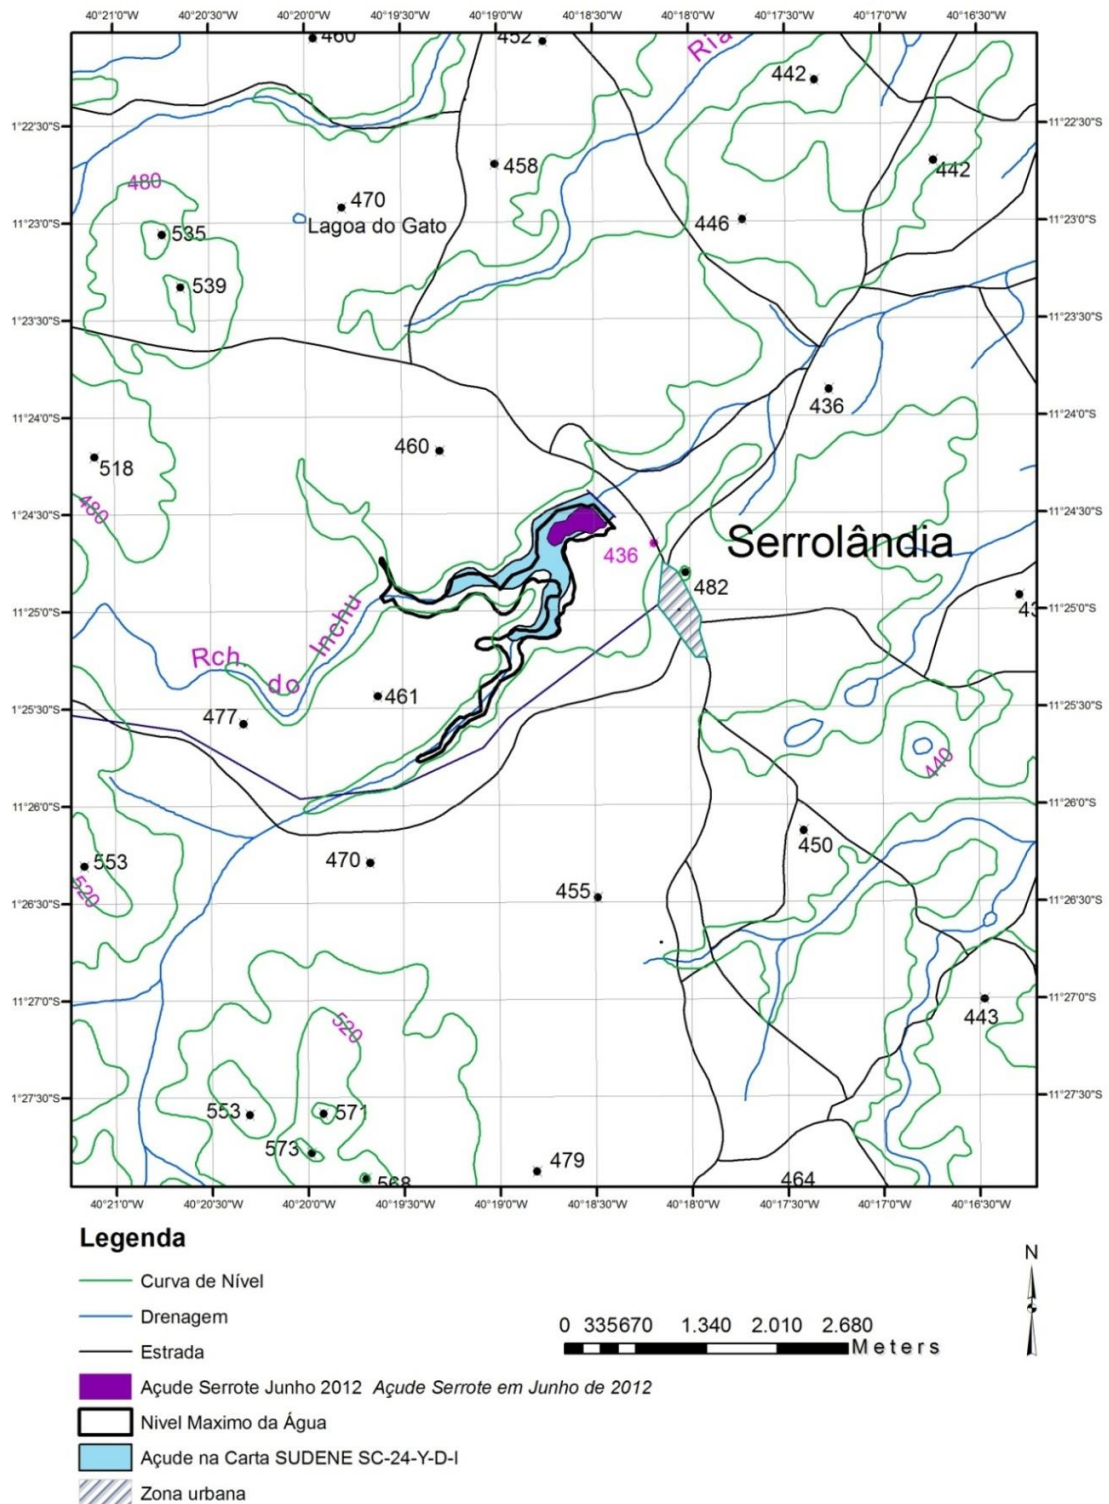 40°21'0"W 40°20'30"W 40°20'0"W 40°19'30"W 40°19'0"W 40°18'30"W 40°18'0"W 40°17'30"W 40°17'0"W 40°16'30"W
460
452
Ria
442
1°22'30"S
11°22'30"S
458
442
480
470
446
1°23'0"S
11°23'0"S
535
Lagoa do Gato
539
1°23'30"S
11°23'30"S
436
11°24'0"S
11°24'0"S
460
518
480
1°24'30"S
11°24'30"S
Serrolândia
436
482
43
11°25'0"S
11°25'0"S
Rch. do Inchu
461
477
11°25'30"S
11°25'30"S
440
11°26'0"S
11°26'0"S
450
553
470
520
455
11°26'30"S
11°26'30"S
11°27'0"S
11°27'0"S
443
520
11°27'30"S
11°27'30"S
553
571
573
479
568
464
40°21'0"W 40°20'30"W 40°20'0"W 40°19'30"W 40°19'0"W 40°18'30"W 40°18'0"W 40°17'30"W 40°17'0"W 40°16'30"W
Legenda
Curva de Nível
Drenagem
Estrada
Açude Serrote Junho 2012 Açude Serrote em Junho de 2012
Nivel Maximo da Água
Açude na Carta SUDENE SC-24-Y-D-I
Zona urbana
N
0 335670 1.340 2.010 2.680
Meters